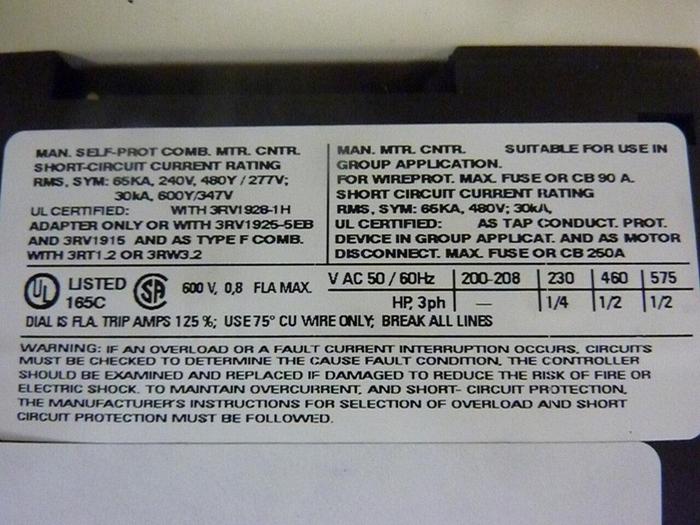 MAN. SELF-PROT COMB. MTR. CNTR.
SHORT-CIRCUIT CURRENT RATING
RMS, SYM: 65KA, 240V, 480Y / 277V;
30kA, 600Y/347V
UL CERTIFIED: WITH 3RV1928-1H
ADAPTER ONLY OR WITH 3RV1925-5EB
AND 3RV1915 AND AS TYPE F COMB.
WITH 3RT1.2 OR 3RW3.2
MAN. MTR. CNTR. SUITABLE FOR USE IN
GROUP APPLICATION.
FOR WIREPROT. MAX. FUSE OR CB 90 A.
SHORT CIRCUIT CURRENT RATING
RMS, SYM: 65KA, 480V; 30kA,
UL CERTIFIED: AS TAP CONDUCT. PROT.
DEVICE IN GROUP APPLICAT. AND AS MOTOR
DISCONNECT. MAX. FUSE OR CB 250A
UL LISTED 165C SA 600 V, 0,8 FLA MAX.
V AC 50 / 60Hz 200-208 230 460 575
HP, 3ph — 1/4 1/2 1/2
DIAL IS FLA. TRIP AMPS 125 %; USE 75° CU WIRE ONLY; BREAK ALL LINES
WARNING: IF AN OVERLOAD OR A FAULT CURRENT INTERRUPTION OCCURS, CIRCUITS
MUST BE CHECKED TO DETERMINE THE CAUSE FAULT CONDITION, THE CONTROLLER
SHOULD BE EXAMINED AND REPLACED IF DAMAGED TO REDUCE THE RISK OF FIRE OR
ELECTRIC SHOCK. TO MAINTAIN OVERCURRENT, AND SHORT- CIRCUIT PROTECTION,
THE MANUFACTURER'S INSTRUCTIONS FOR SELECTION OF OVERLOAD AND SHORT
CIRCUIT PROTECTION MUST BE FOLLOWED.